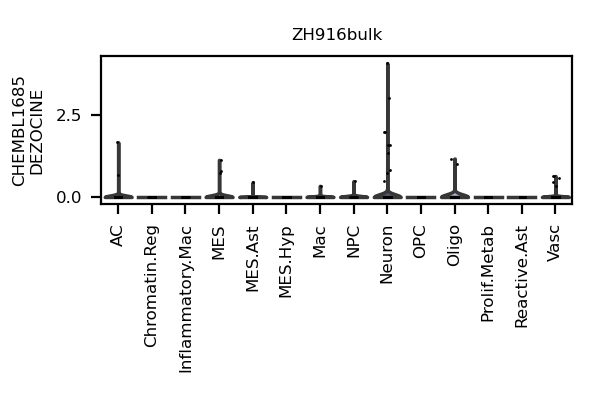 ZH916bulk
CHEMBL1685
DEZOCINE
2.5
0.0
AC
Chromatin.Reg
Inflammatory.Mac
MES
MES.Ast
MES.Hyp
Mac
NPC
Neuron
OPC
Oligo
Prolif.Metab
Reactive.Ast
Vasc